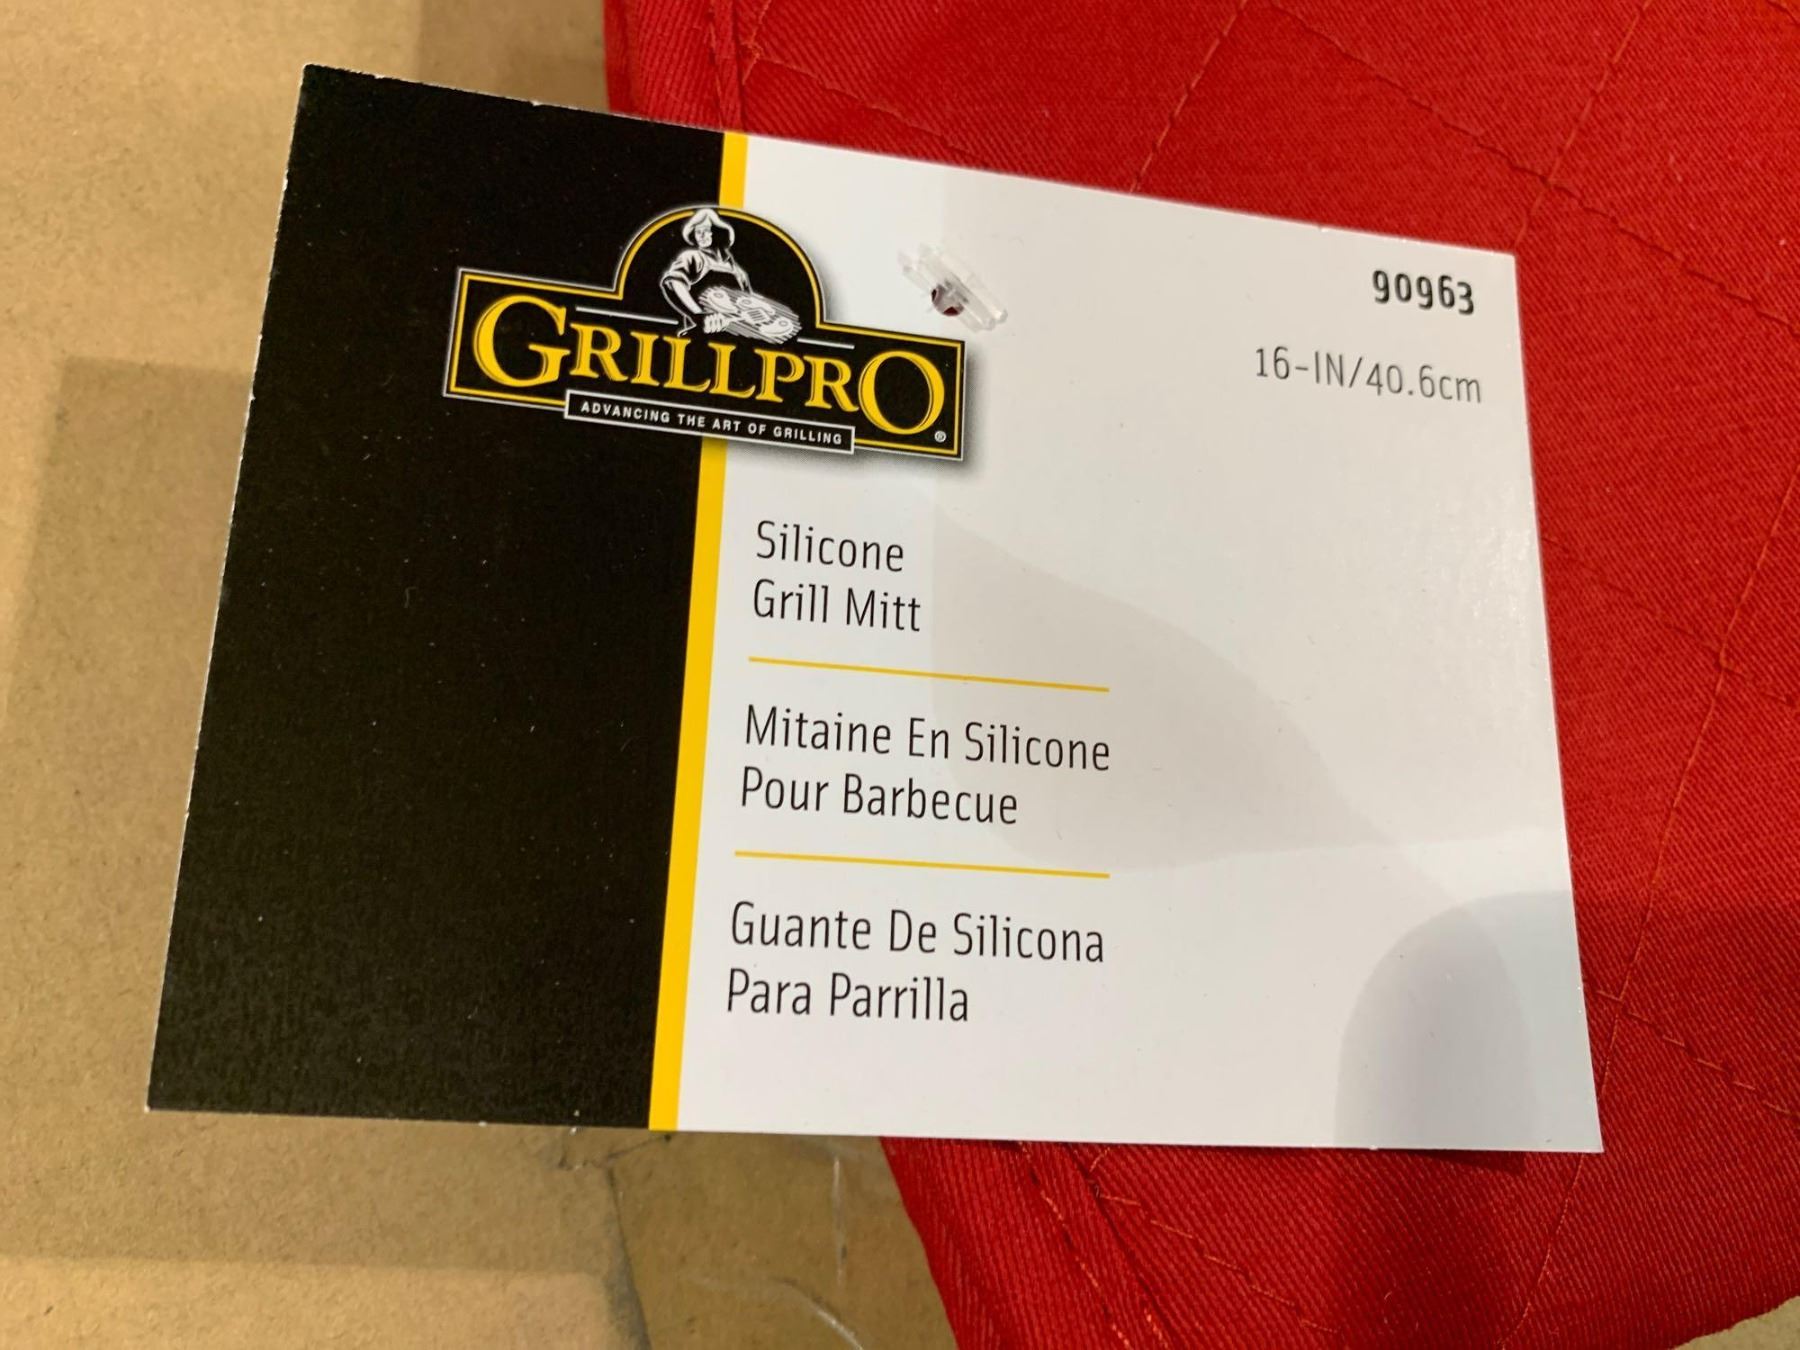 GRILLPRO®
ADVANCING THE ART OF GRILLING
90963
16-IN/40.6cm
Silicone
Grill Mitt
Mitaine En Silicone
Pour Barbecue
Guante De Silicona
Para Parrilla